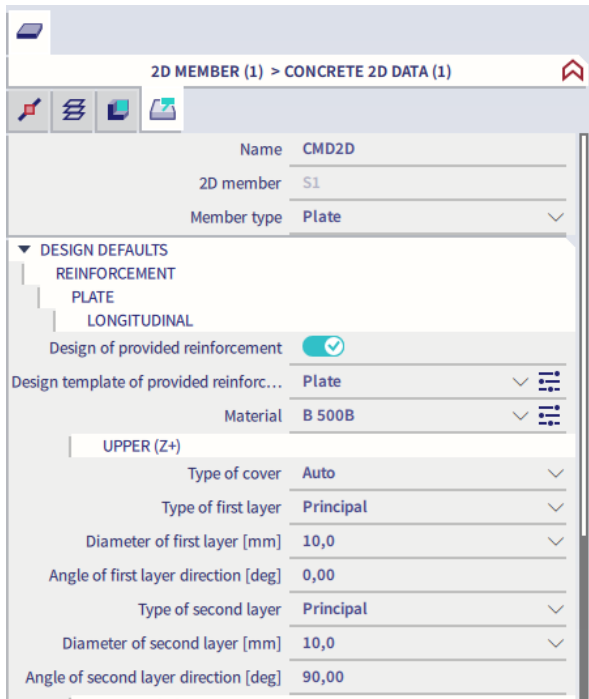 2D MEMBER (1) > CONCRETE 2D DATA (1)
Name CMD2D
2D member S1
Member type Plate
DESIGN DEFAULTS
REINFORCEMENT
PLATE
LONGITUDINAL
Design of provided reinforcement
Design template of provided reinforc... Plate
Material B 500B
UPPER (Z+)
Type of cover Auto
Type of first layer Principal
Diameter of first layer [mm] 10,0
Angle of first layer direction [deg] 0,00
Type of second layer Principal
Diameter of second layer [mm] 10,0
Angle of second layer direction [deg] 90,00